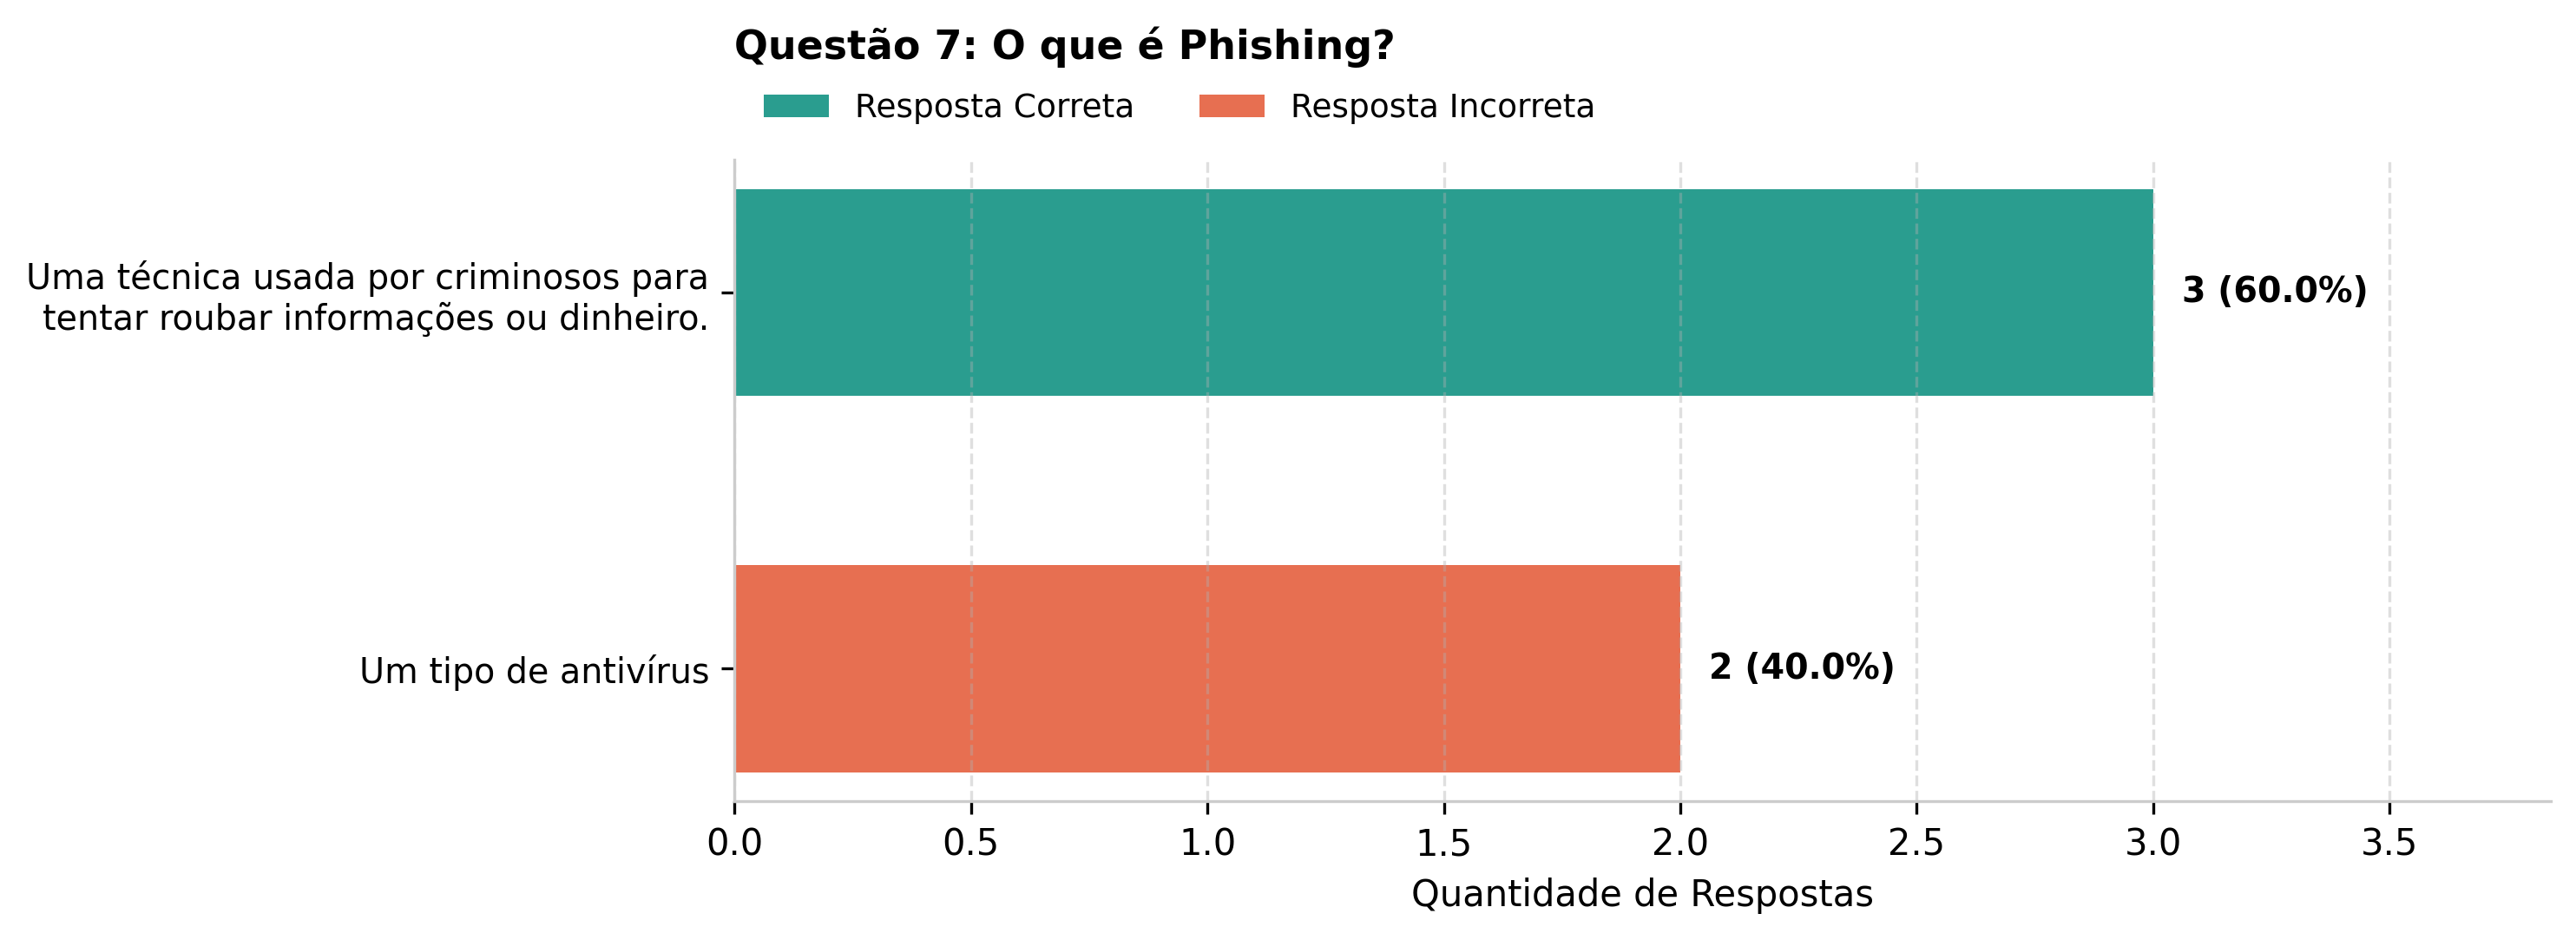 Questão 7: O que é Phishing?
Resposta Correta
Resposta Incorreta
Uma técnica usada por criminosos para
tentar roubar informações ou dinheiro.
3 (60.0%)
Um tipo de antivírus
2 (40.0%)
0.0
0.5
1.0
1.5
2.0
2.5
3.0
3.5
Quantidade de Respostas